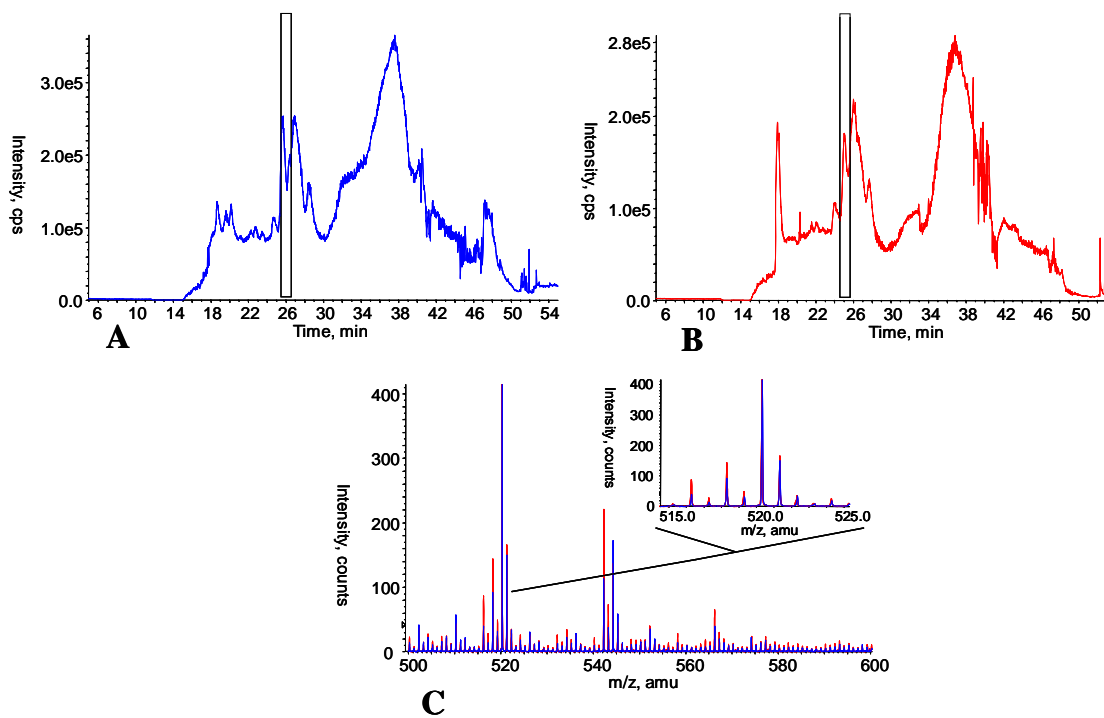 Intensity, cps
3.0e5
2.0e5
1.0e5
0.0
6 10 14 18 22 26 30 34 38 42 46 50 54
Time, min
A
Intensity, cps
2.8e5
2.0e5
1.0e5
0.0
6 10 14 18 22 26 30 34 38 42 46 50
Time, min
B
Intensity, counts
400
300
200
100
0
500 520 540 560 580 600
m/z, amu
C
Intensity, counts
400
300
200
100
0
515.0 520.0 525.0
m/z, amu